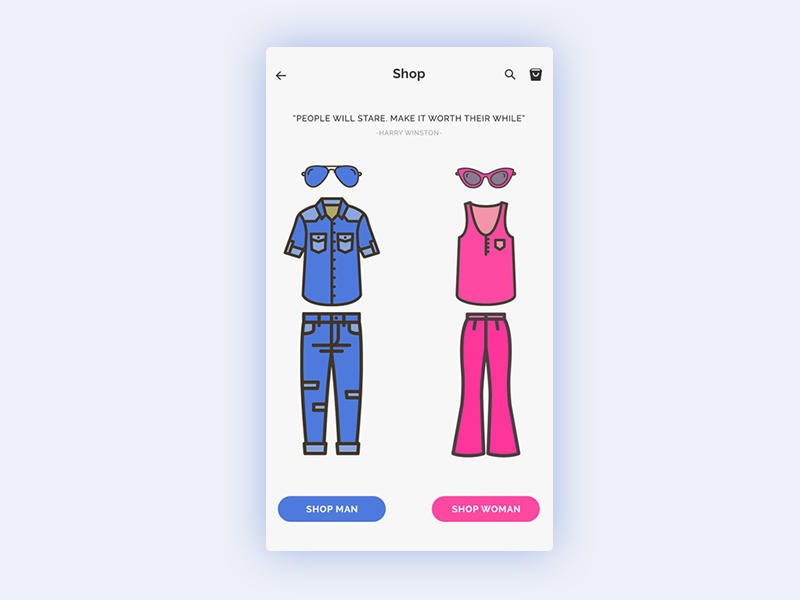 Shop
"PEOPLE WILL STARE. MAKE IT WORTH THEIR WHILE"
-HARRY WINSTON-
SHOP MAN
SHOP WOMAN